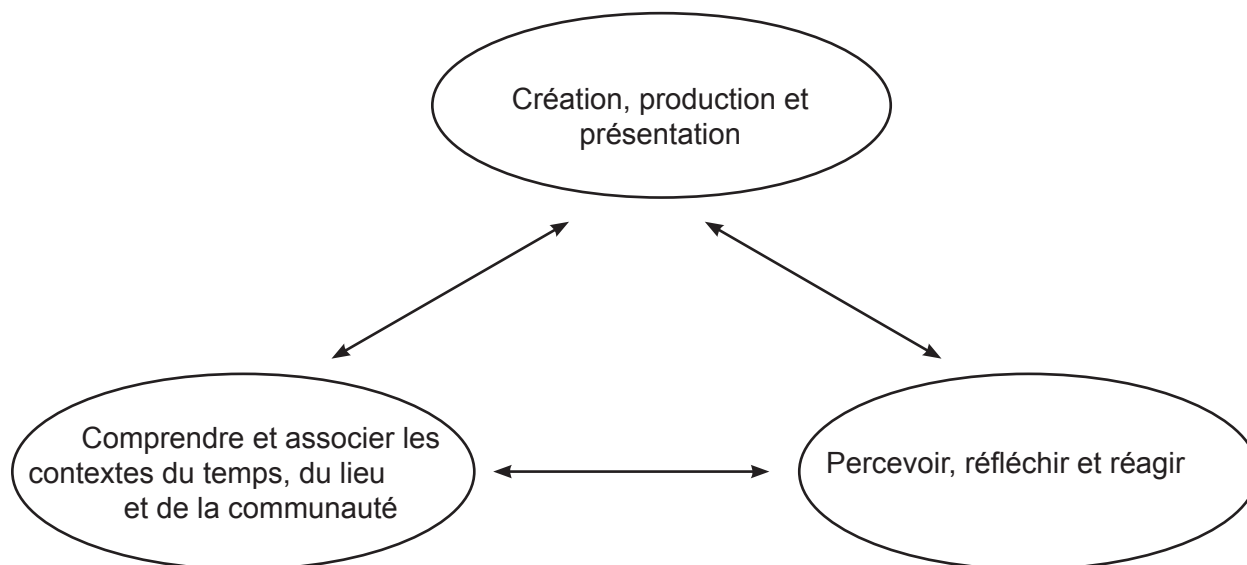 Création, production et
présentation
Comprendre et associer les
contextes du temps, du lieu
et de la communauté
Percevoir, réfléchir et réagir